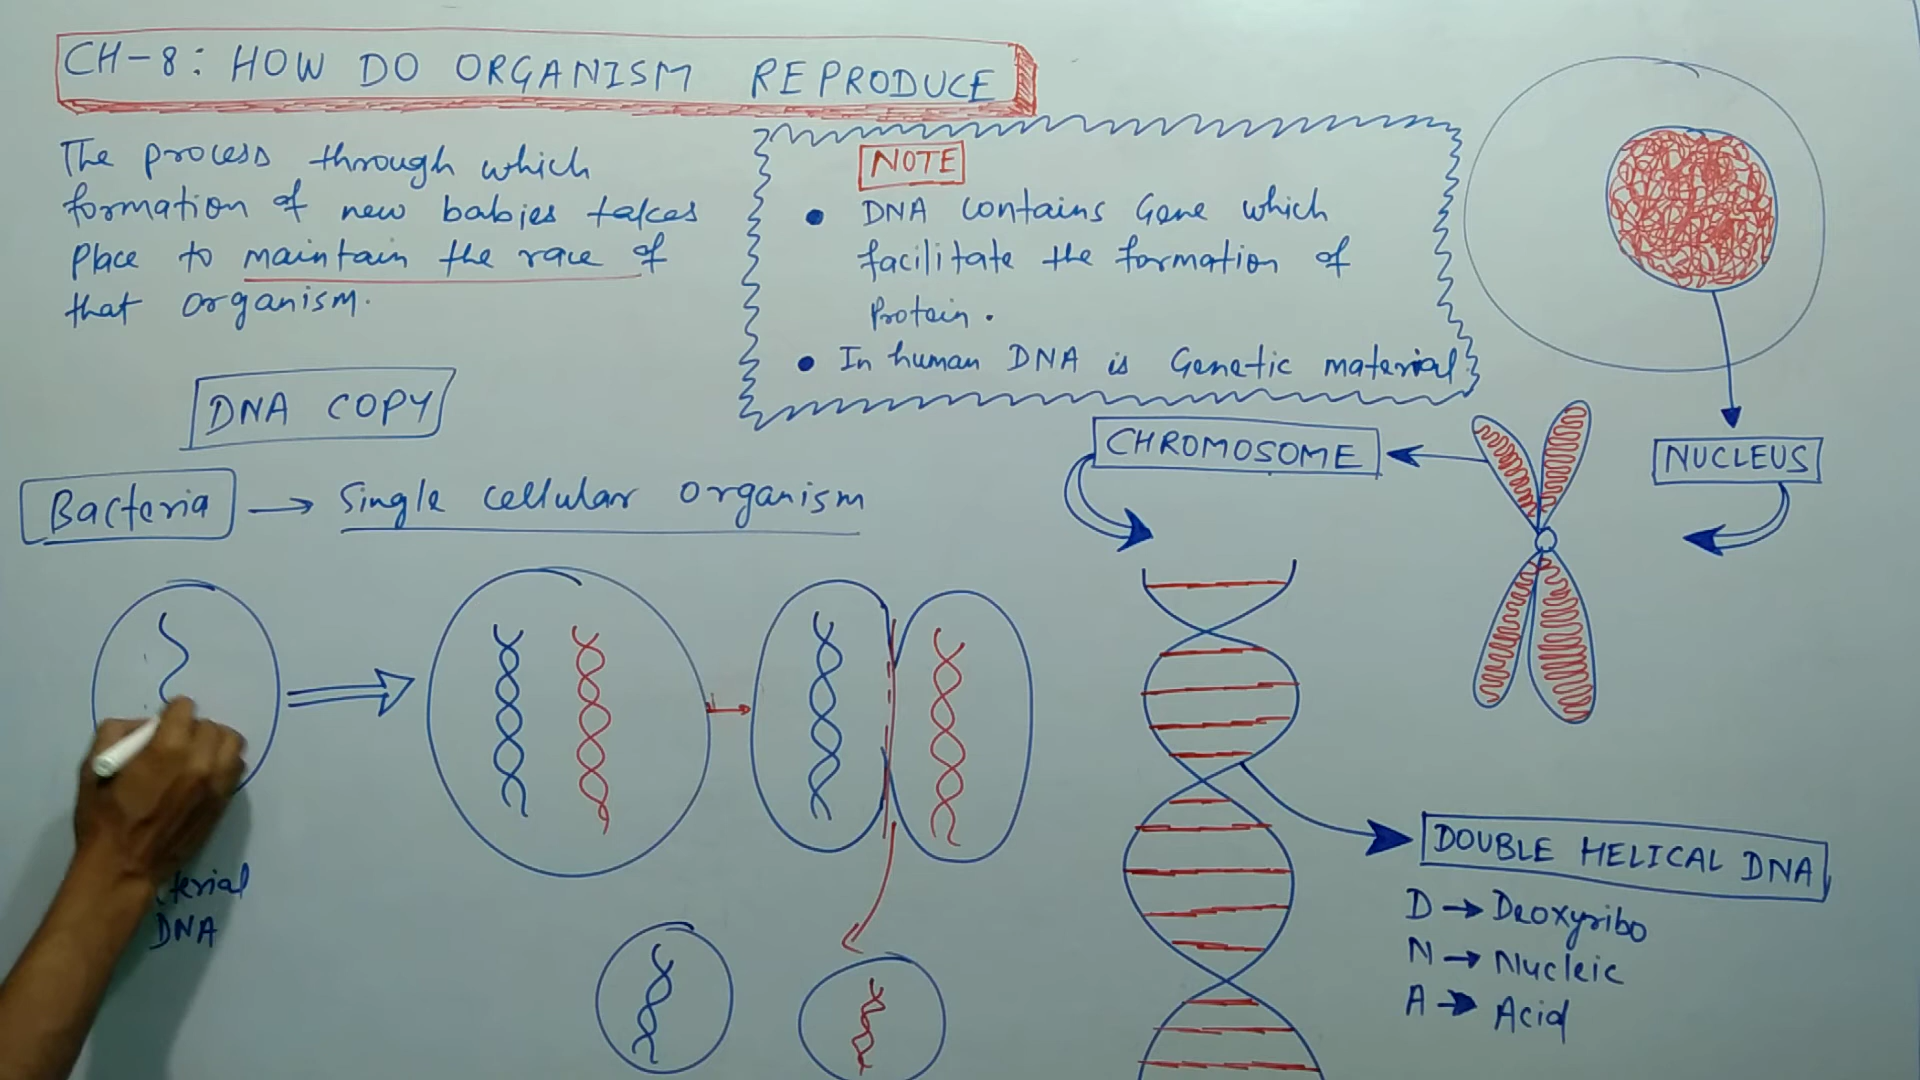 CH-8: HOW DO ORGANISM REPRODUCE
The process through which
formation of new babies takes
place to maintain the race of
that organism.
NOTE
• DNA contains Gene which
facilitate the formation of
Protein.
• In human DNA is Genetic material
DNA COPY
Bacteria → Single cellular organism
terial
DNA
CHROMOSOME
NUCLEUS
DOUBLE HELICAL DNA
D → Deoxyribo
N → Nucleic
A → Acid